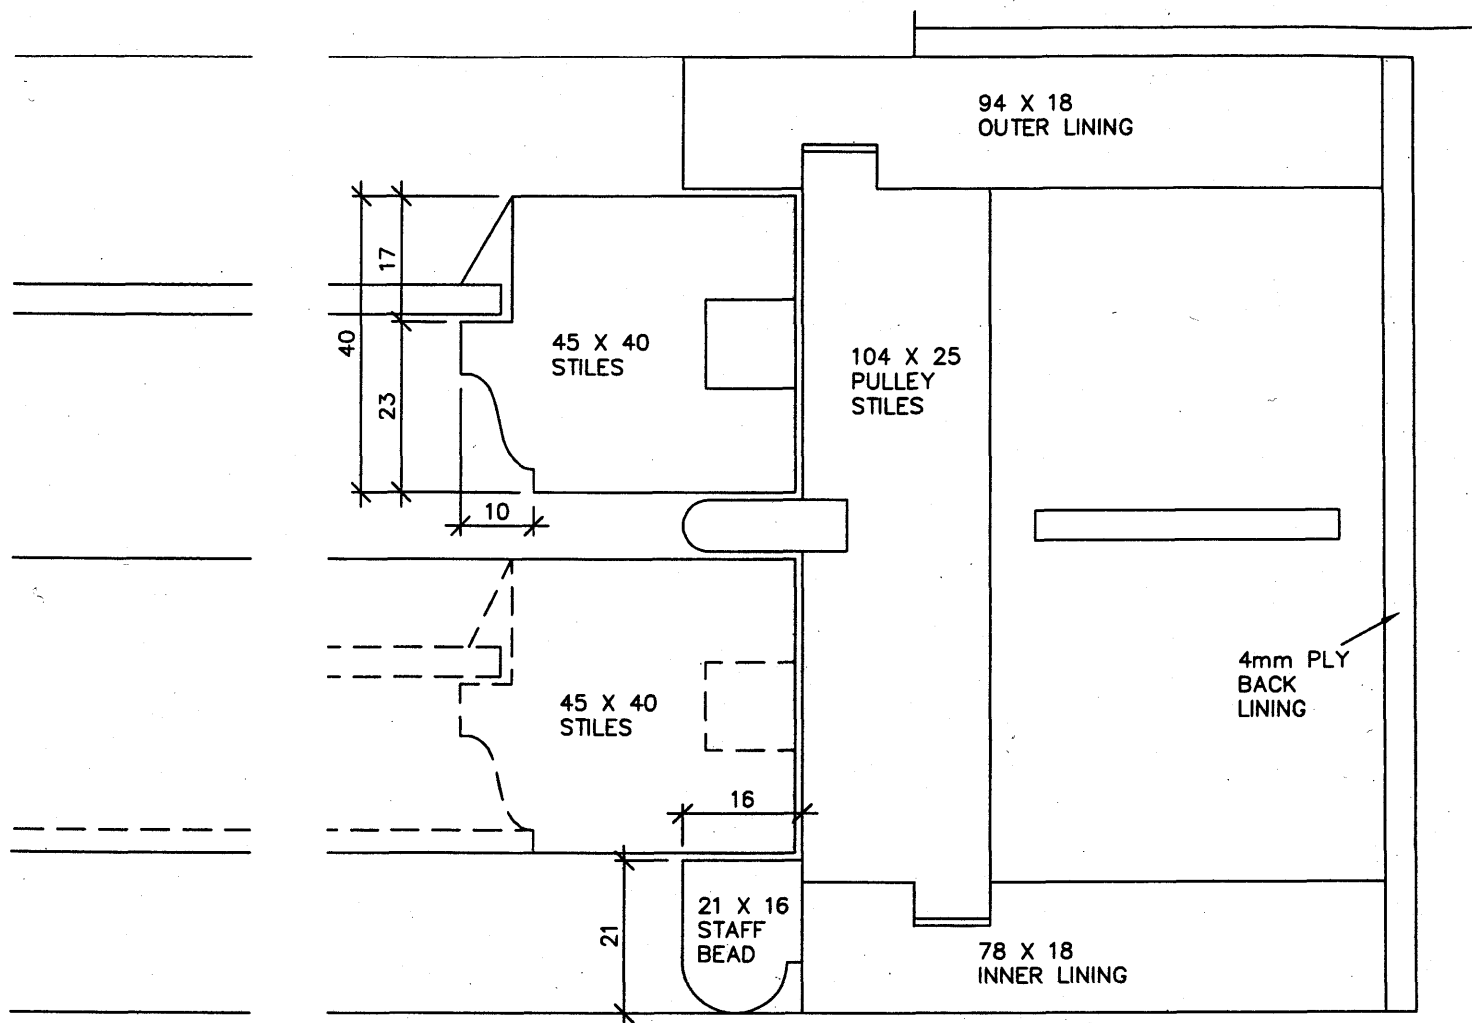 94 X 18
OUTER LINING
17
40
45 X 40
STILES
104 X 25
PULLEY
STILES
23
10
4mm PLY
BACK
LINING
45 X 40
STILES
16
21 X 16
STAFF
BEAD
21
78 X 18
INNER LINING